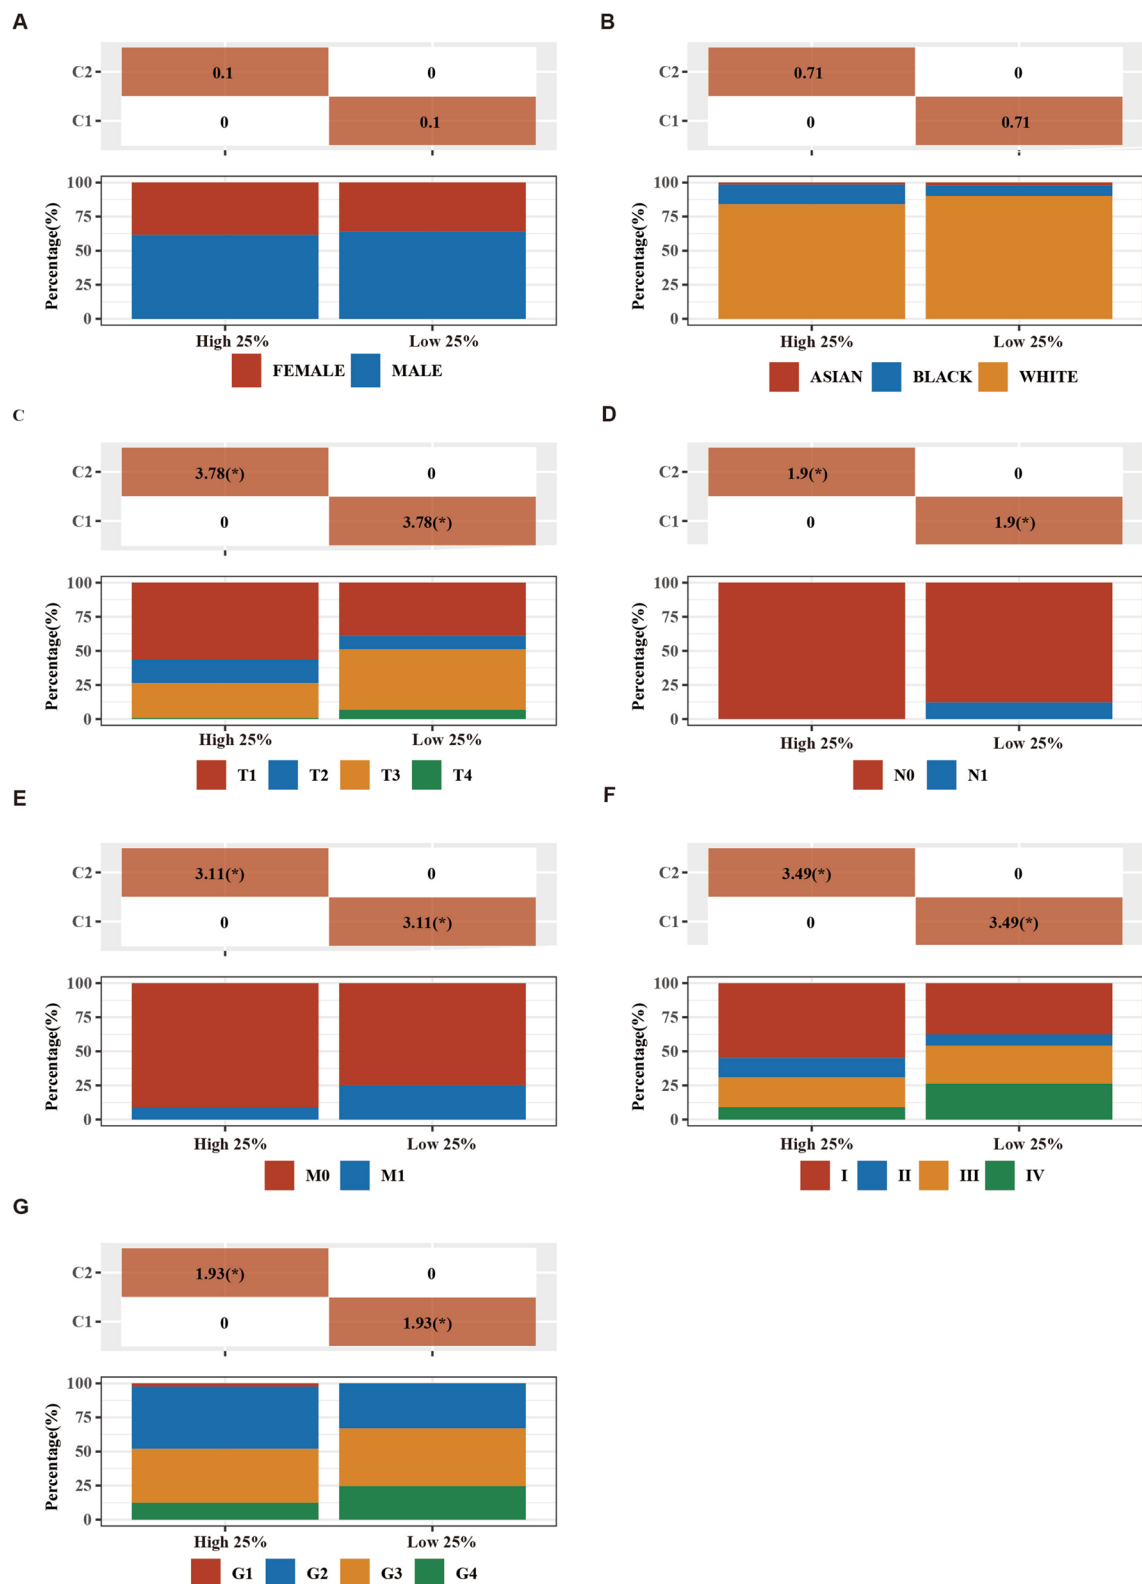 A
C2 0.1 0
C1 0 0.1
Percentage(%)
100
75
50
25
0
High 25% Low 25%
FEMALE MALE
B
C2 0.71 0
C1 0 0.71
Percentage(%)
100
75
50
25
0
High 25% Low 25%
ASIAN BLACK WHITE
C
C2 3.78(*) 0
C1 0 3.78(*)
Percentage(%)
100
75
50
25
0
High 25% Low 25%
T1 T2 T3 T4
D
C2 1.9(*) 0
C1 0 1.9(*)
Percentage(%)
100
75
50
25
0
High 25% Low 25%
N0 N1
E
C2 3.11(*) 0
C1 0 3.11(*)
Percentage(%)
100
75
50
25
0
High 25% Low 25%
M0 M1
F
C2 3.49(*) 0
C1 0 3.49(*)
Percentage(%)
100
75
50
25
0
High 25% Low 25%
I II III IV
G
C2 1.93(*) 0
C1 0 1.93(*)
Percentage(%)
100
75
50
25
0
High 25% Low 25%
G1 G2 G3 G4